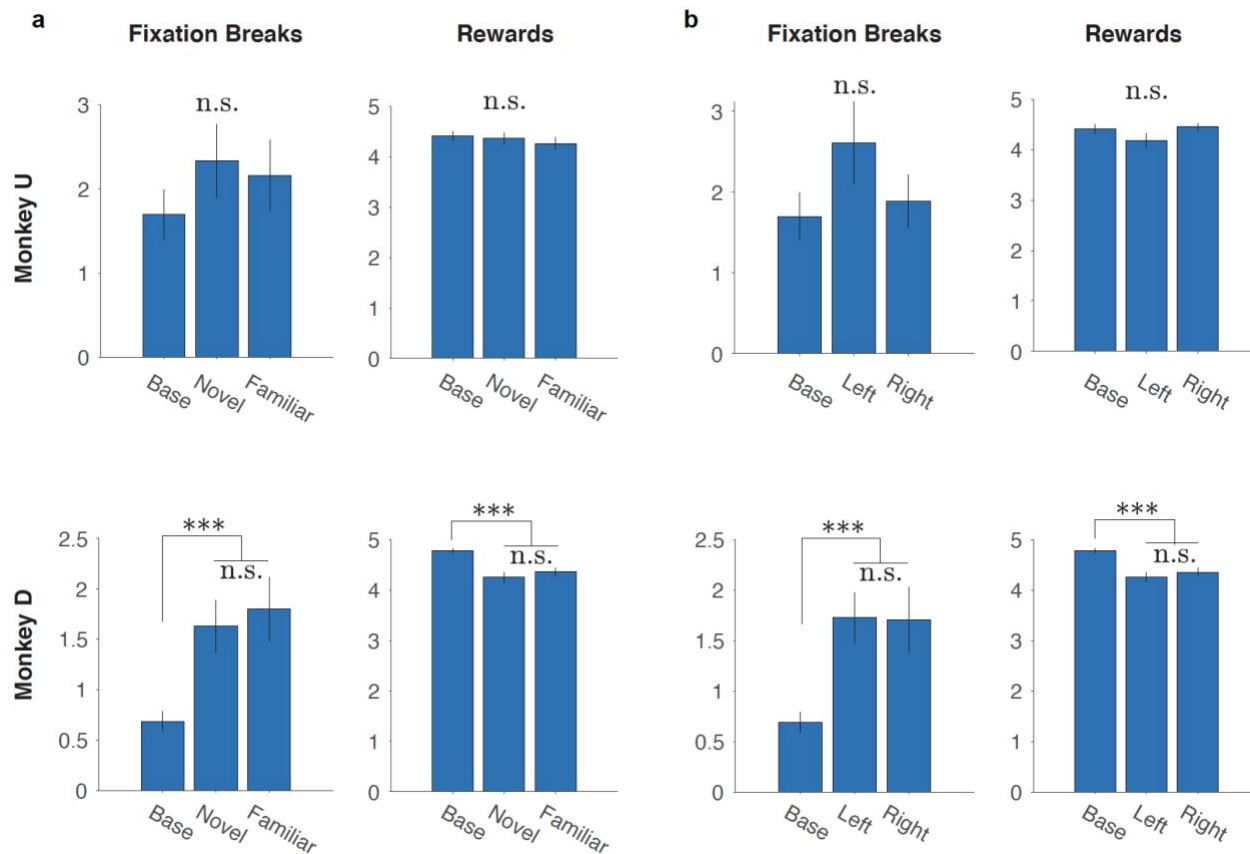 a
b
Fixation Breaks
Rewards
Fixation Breaks
Rewards
Monkey U
n.s.
3
2
1
0
Base
Novel
Familiar
n.s.
5
4
3
2
1
0
Base
Novel
Familiar
n.s.
3
2
1
0
Base
Left
Right
n.s.
5
4
3
2
1
0
Base
Left
Right
Monkey D
***
n.s.
2.5
2
1.5
1
0.5
0
Base
Novel
Familiar
***
n.s.
5
4
3
2
1
0
Base
Novel
Familiar
***
n.s.
2.5
2
1.5
1
0.5
0
Base
Left
Right
***
n.s.
5
4
3
2
1
0
Base
Left
Right